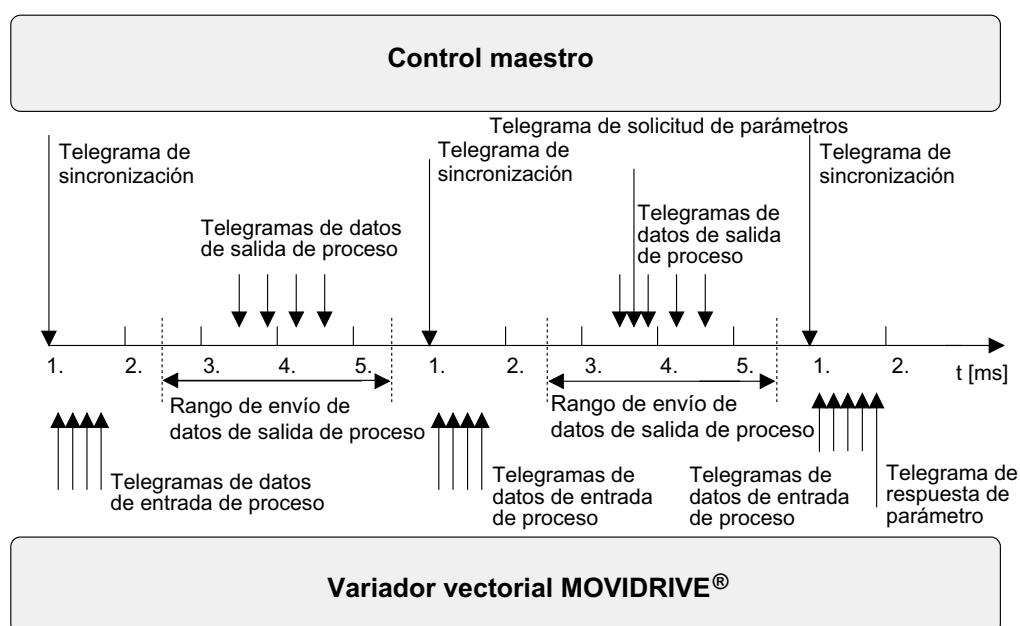 Control maestro
Telegrama de solicitud de parámetros
Telegrama de
sincronización
Telegrama de
sincronización
Telegrama de
sincronización
Telegramas de datos
de salida de proceso
Telegramas de
datos de salida
de proceso
1. 2. 3. 4. 5. 1. 2. 3. 4. 5. 1. 2. t [ms]
Rango de envío de
datos de salida de proceso
Rango de envío de
datos de salida de proceso
Telegramas de datos
de entrada de proceso
Telegramas de
datos de entrada
de proceso
Telegramas de
datos de entrada
de proceso
Telegrama de
respuesta de
parámetro
Variador vectorial MOVIDRIVE®